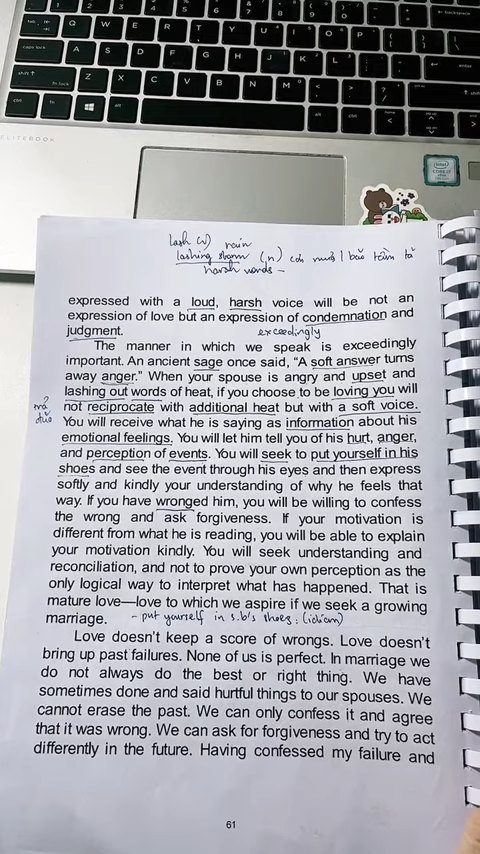 lash (v) rain
lashing storm (n)
harsh words -
expressed with a loud, harsh voice will be not an
expression of love but an expression of condemnation and
judgment.
exceedingly
The manner in which we speak is exceedingly
important. An ancient sage once said, “A soft answer turns
away anger.” When your spouse is angry and upset and
lashing out words of heat, if you choose to be loving you will
not reciprocate with additional heat but with a soft voice.
You will receive what he is saying as information about his
emotional feelings. You will let him tell you of his hurt, anger,
and perception of events. You will seek to put yourself in his
shoes and see the event through his eyes and then express
softly and kindly your understanding of why he feels that
way. If you have wronged him, you will be willing to confess
the wrong and ask forgiveness. If your motivation is
different from what he is reading, you will be able to explain
your motivation kindly. You will seek understanding and
reconciliation, and not to prove your own perception as the
only logical way to interpret what has happened. That is
mature love—love to which we aspire if we seek a growing
marriage.
- put yourself in s.b's shoes: (idiom)
Love doesn't keep a score of wrongs. Love doesn't
bring up past failures. None of us is perfect. In marriage we
do not always do the best or right thing. We have
sometimes done and said hurtful things to our spouses. We
cannot erase the past. We can only confess it and agree
that it was wrong. We can ask for forgiveness and try to act
differently in the future. Having confessed my failure and
61